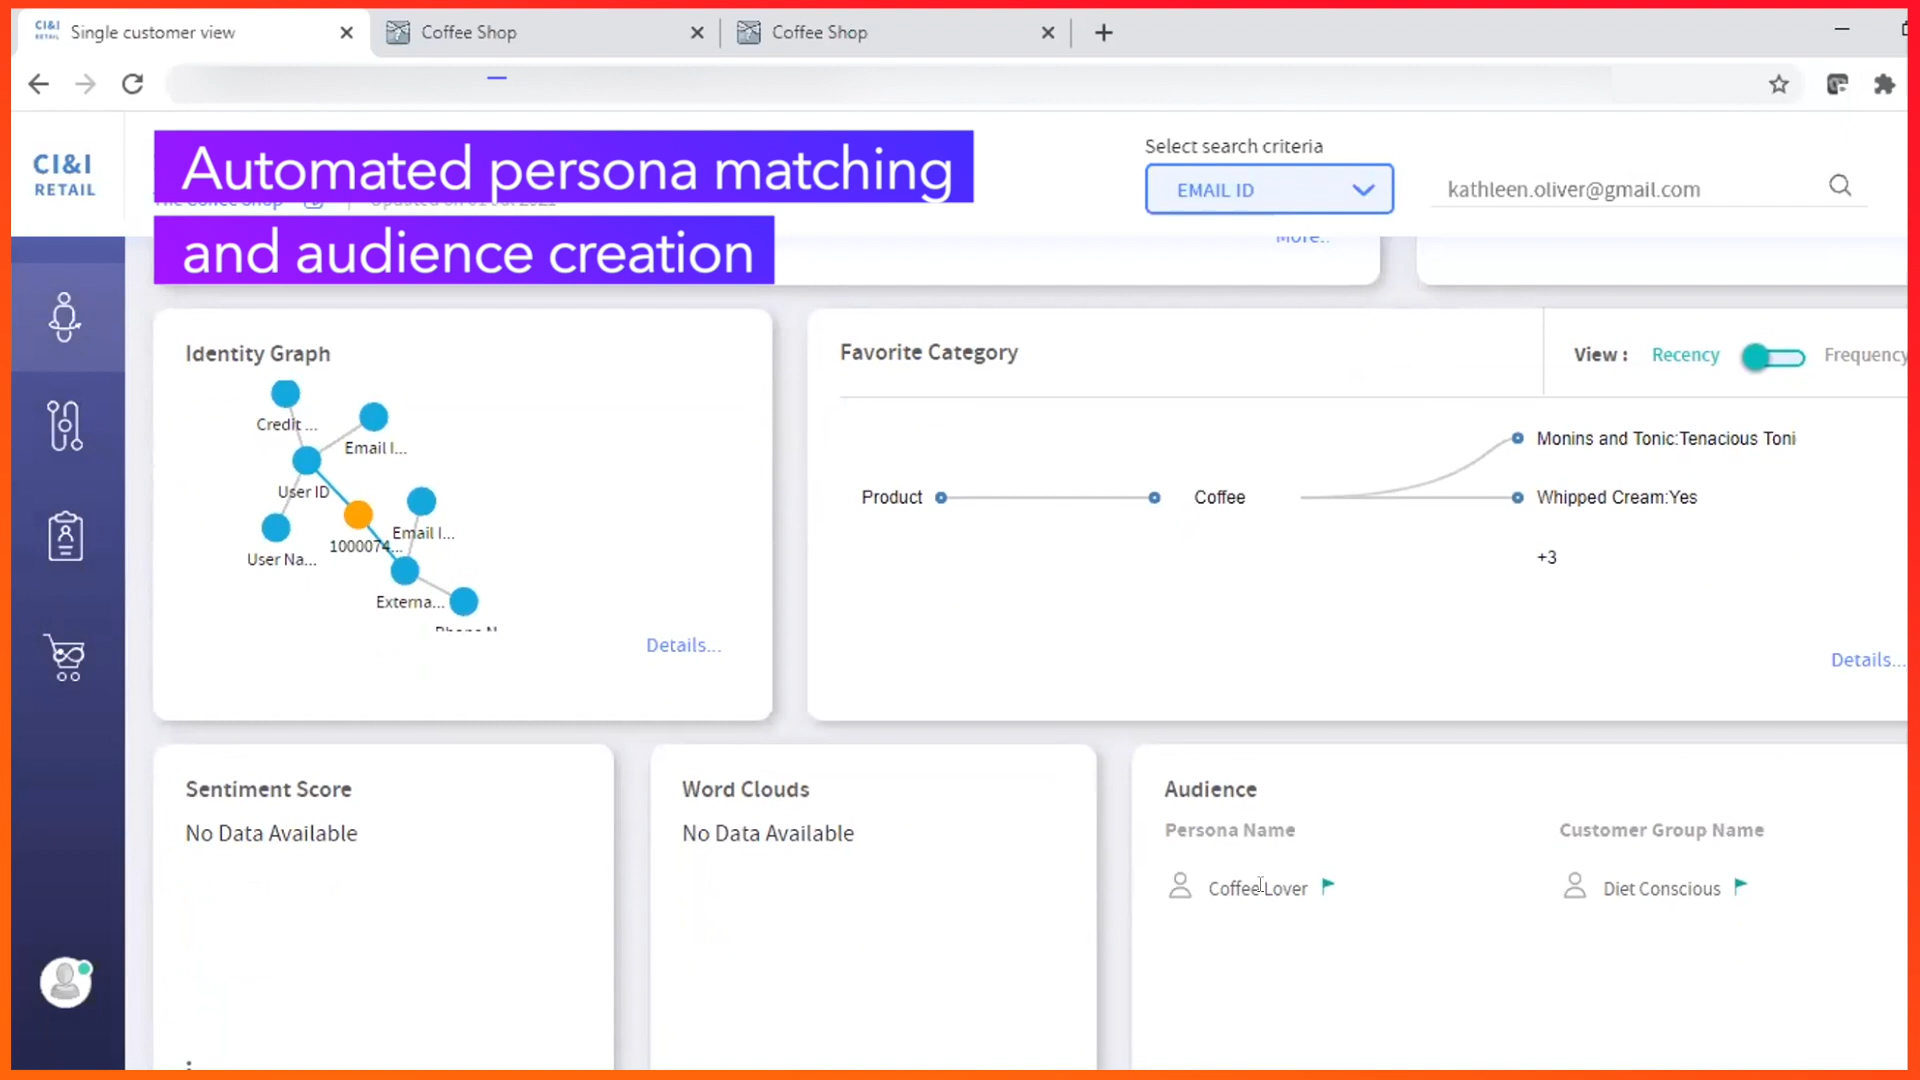 CI&I RETAIL Single customer view
Coffee Shop
Coffee Shop
CI&I
RETAIL
Automated persona matching
and audience creation
Select search criteria
EMAIL ID
kathleen.oliver@gmail.com
More..
Identity Graph
Credit ...
Email I...
User ID
Email I...
1000074...
User Na...
Externa...
Details...
Favorite Category
View :
Recency
Frequency
Monins and Tonic:Tenacious Toni
Product
Coffee
Whipped Cream:Yes
+3
Details...
Sentiment Score
No Data Available
Word Clouds
No Data Available
Audience
Persona Name
Customer Group Name
Coffee Lover
Diet Conscious